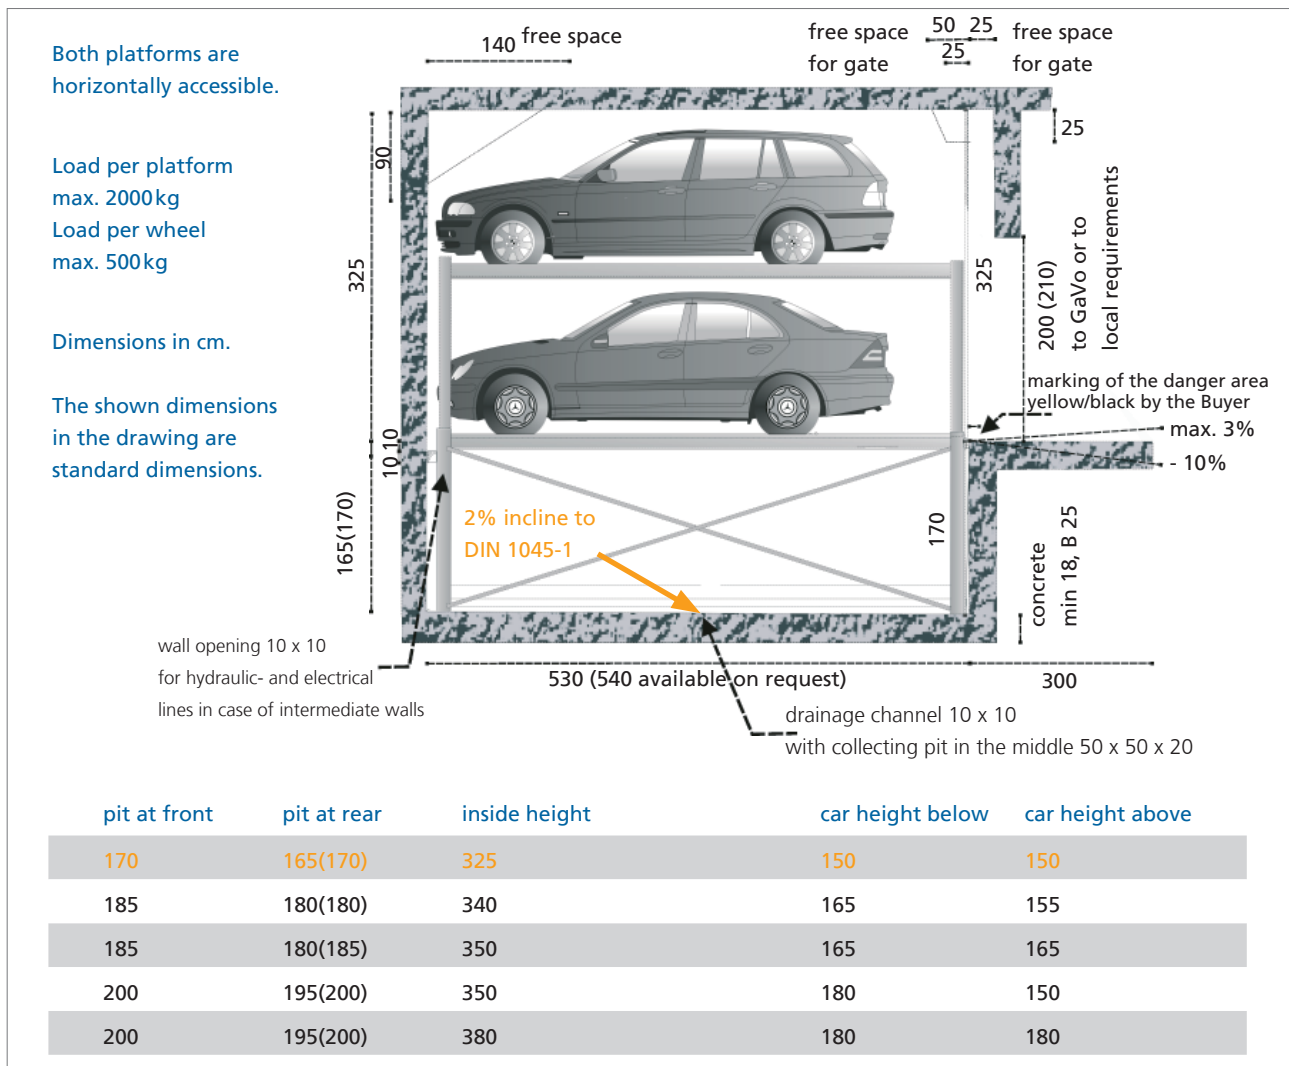 Both platforms are
horizontally accessible.
Load per platform
max. 2000 kg
Load per wheel
max. 500 kg
Dimensions in cm.
The shown dimensions
in the drawing are
standard dimensions.
140 free space
free space
for gate
50 25
25
free space
for gate
25
90
325
325
200 (210)
to GaVo or to
local requirements
marking of the danger area
yellow/black by the Buyer
max. 3%
- 10%
10 10
165(170)
2% incline to
DIN 1045-1
170
concrete
min 18, B 25
wall opening 10 x 10
for hydraulic- and electrical
lines in case of intermediate walls
530 (540 available on request)
300
drainage channel 10 x 10
with collecting pit in the middle 50 x 50 x 20
pit at front pit at rear inside height car height below car height above
170 165(170) 325 150 150
185 180(180) 340 165 155
185 180(185) 350 165 165
200 195(200) 350 180 150
200 195(200) 380 180 180